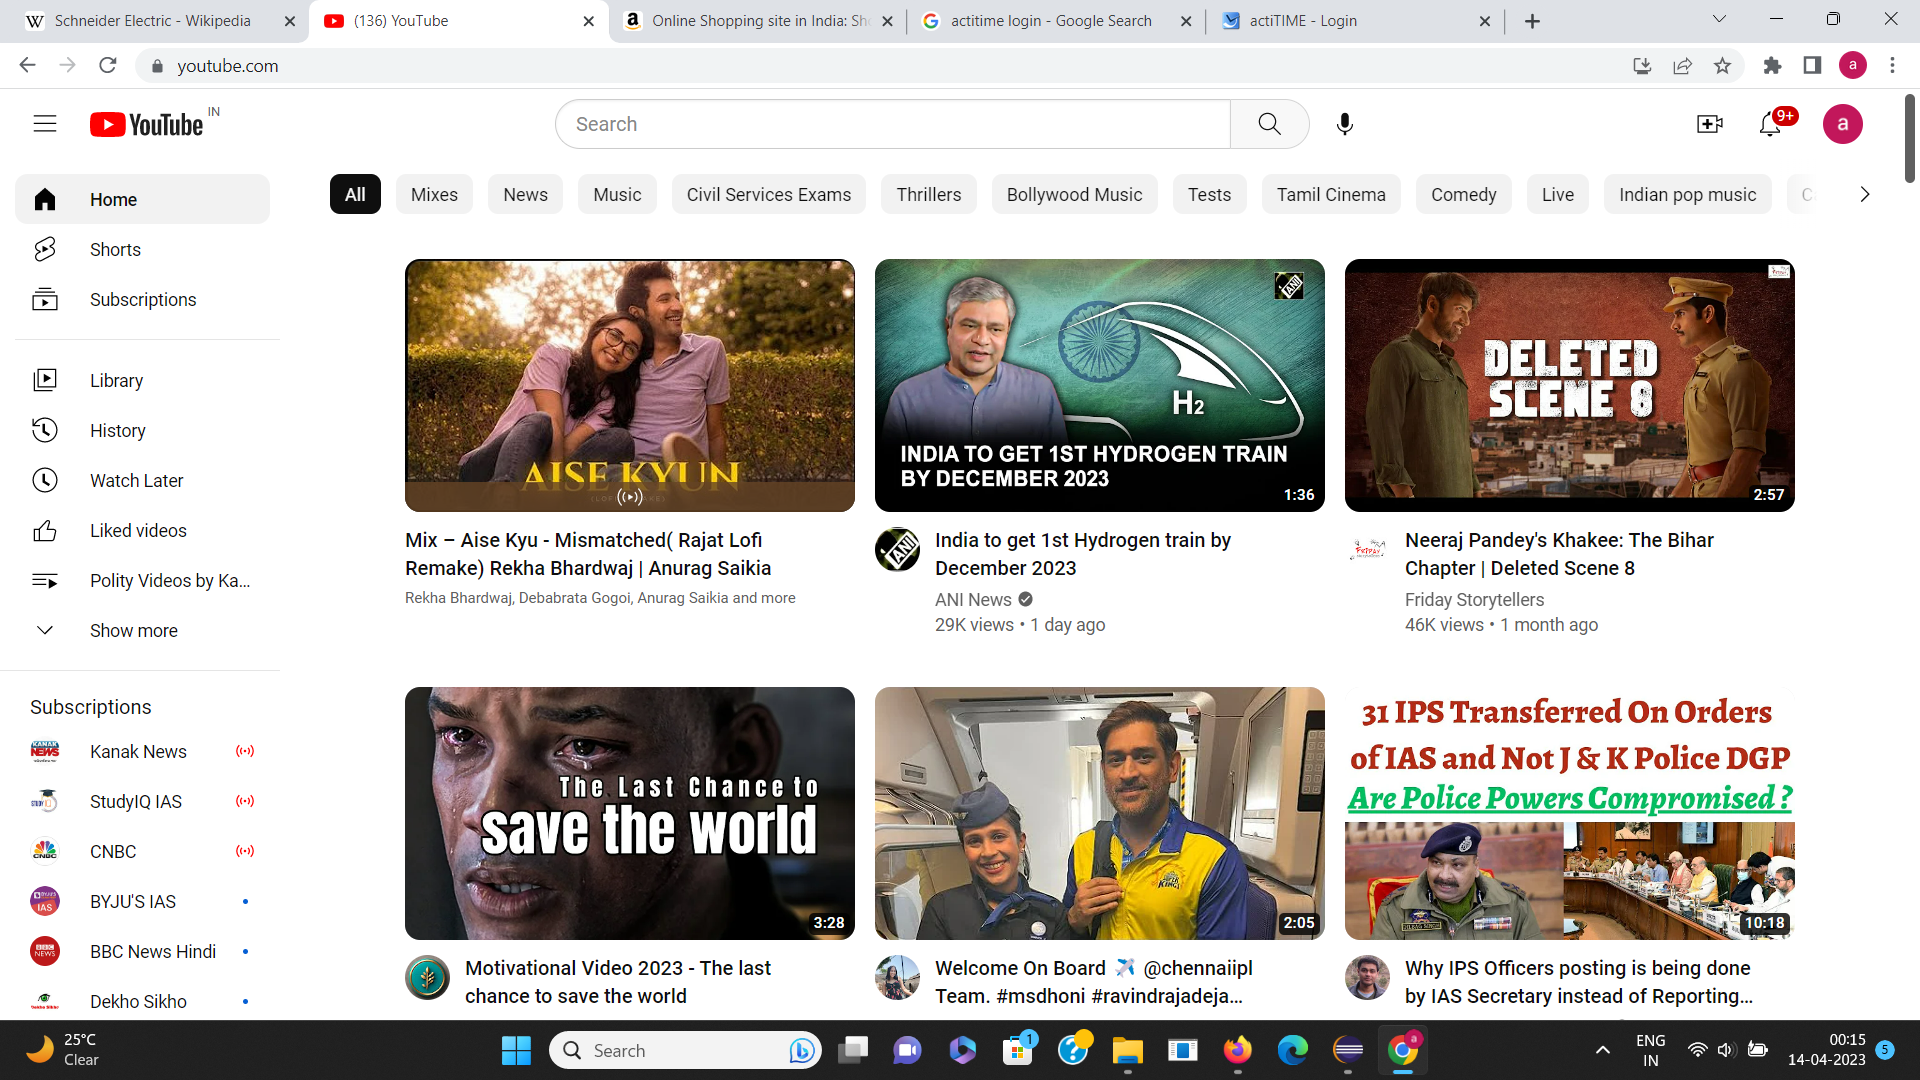 Schneider Electric - Wikipedia
(136) YouTube
Online Shopping site in India: Sh
actitime login - Google Search
actiTIME - Login
youtube.com
a
YouTube IN
Search
9+
a
Home
Shorts
Subscriptions
Library
History
Watch Later
Liked videos
Polity Videos by Ka...
Show more
Subscriptions
Kanak News
StudyIQ IAS
CNBC
BYJU'S IAS
BBC News Hindi
Dekho Sikho
All
Mixes
News
Music
Civil Services Exams
Thrillers
Bollywood Music
Tests
Tamil Cinema
Comedy
Live
Indian pop music
C
AISE KYUN
Mix – Aise Kyu - Mismatched( Rajat Lofi
Remake) Rekha Bhardwaj | Anurag Saikia
Rekha Bhardwaj, Debabrata Gogoi, Anurag Saikia and more
ANI
H2
INDIA TO GET 1ST HYDROGEN TRAIN
BY DECEMBER 2023
1:36
ANI
India to get 1st Hydrogen train by
December 2023
ANI News
29K views • 1 day ago
DELETED
SCENE 8
2:57
FRIDAY
Neeraj Pandey's Khakee: The Bihar
Chapter | Deleted Scene 8
Friday Storytellers
46K views • 1 month ago
The Last Chance to
save the world
3:28
Motivational Video 2023 - The last
chance to save the world
2:05
Welcome On Board ✈️ @chennaiipl
Team. #msdhoni #ravindrajadeja...
31 IPS Transferred On Orders
of IAS and Not J & K Police DGP
Are Police Powers Compromised ?
10:18
Why IPS Officers posting is being done
by IAS Secretary instead of Reporting...
25°C
Clear
Search
1
a
ENG
IN
00:15
14-04-2023
5